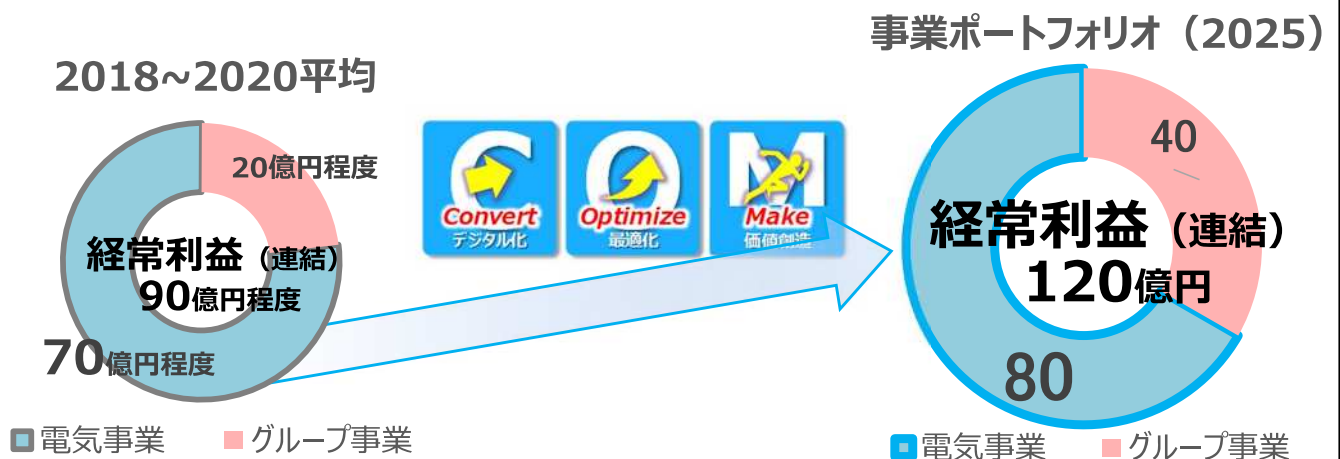 2018~2020平均
20億円程度
経常利益（連結）
90億円程度
70億円程度
電気事業 グループ事業
C
Convert
デジタル化
O
Optimize
最適化
M
Make
価値創造
事業ポートフォリオ（2025）
40
経常利益（連結）
120億円
80
電気事業 グループ事業